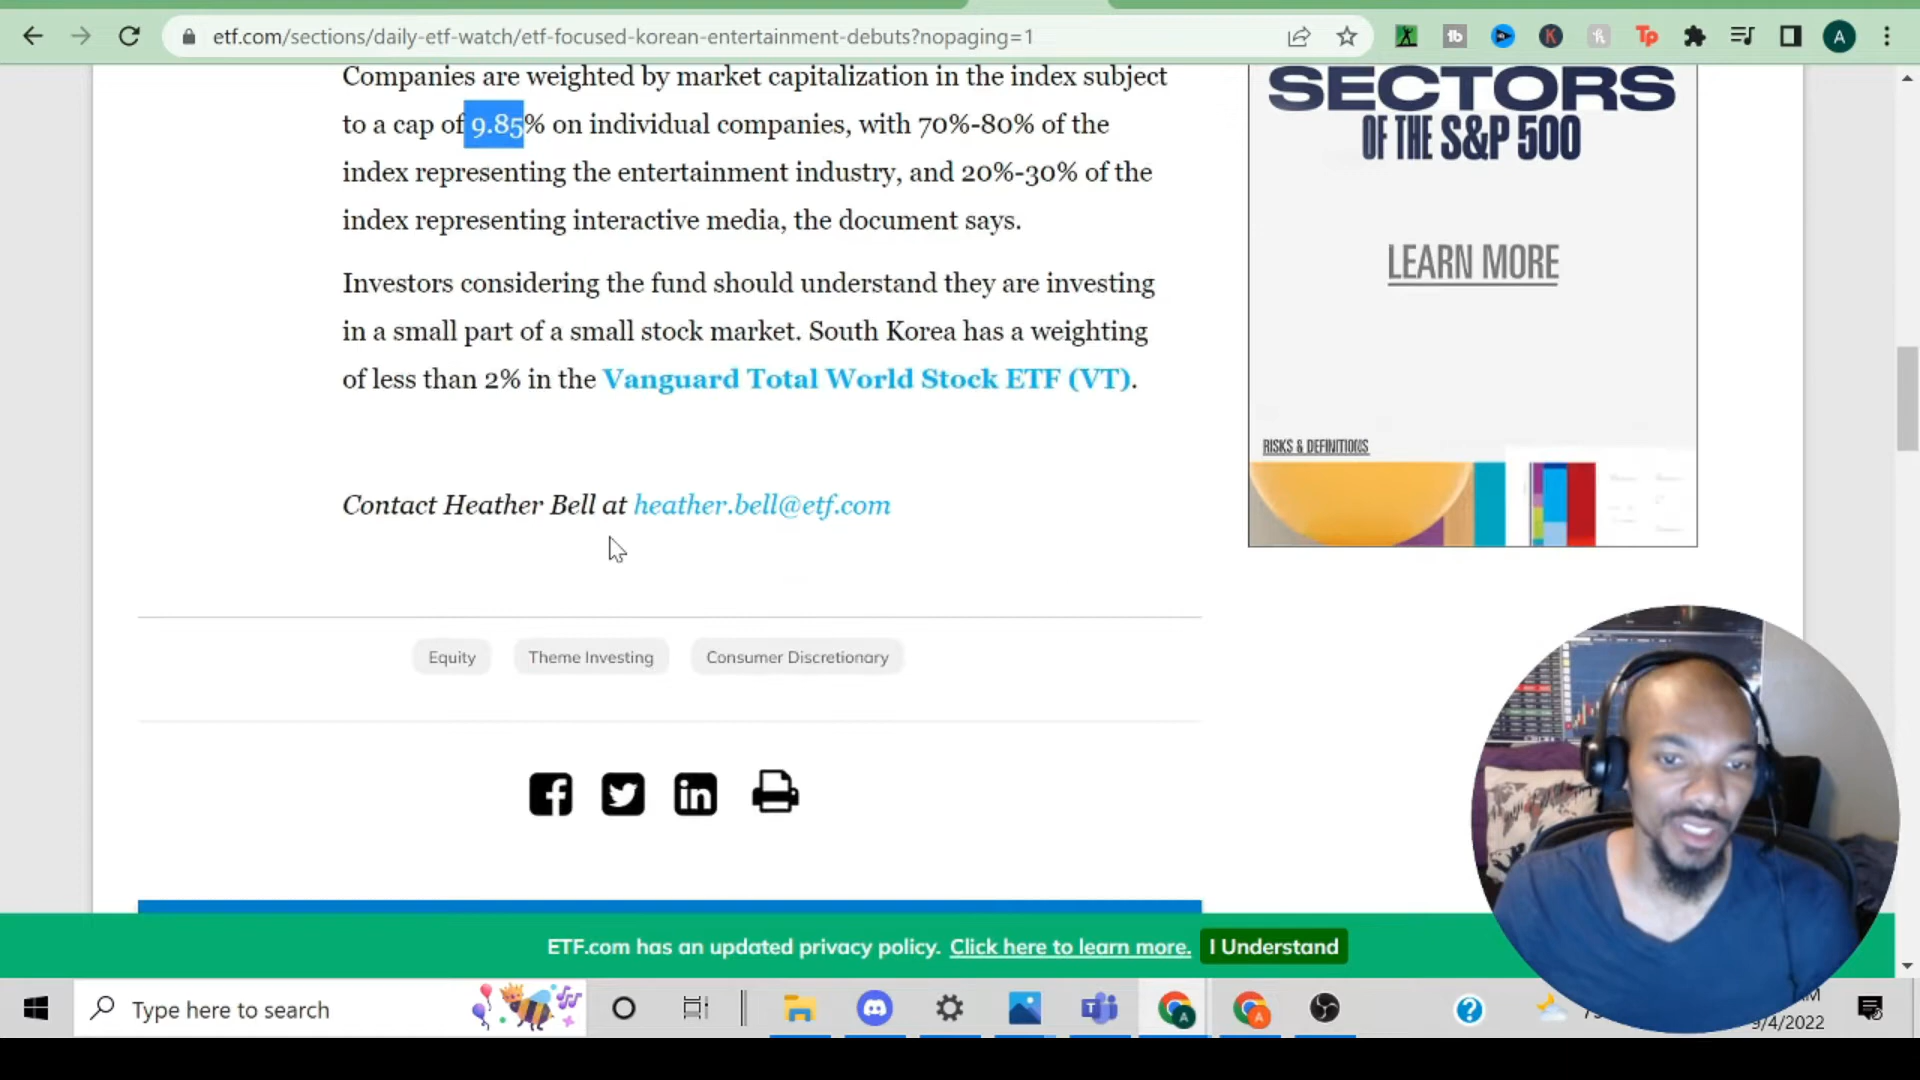 etf.com/sections/daily-etf-watch/etf-focused-korean-entertainment-debuts?nopaging=1
tb
K
Tp
A
Companies are weighted by market capitalization in the index subject
to a cap of 9.85% on individual companies, with 70%-80% of the
index representing the entertainment industry, and 20%-30% of the
index representing interactive media, the document says.
Investors considering the fund should understand they are investing
in a small part of a small stock market. South Korea has a weighting
of less than 2% in the Vanguard Total World Stock ETF (VT).
Contact Heather Bell at heather.bell@etf.com
SECTORS
OF THE S&P 500
LEARN MORE
RISKS & DEFINITIONS
Equity
Theme Investing
Consumer Discretionary
ETF.com has an updated privacy policy. Click here to learn more. I Understand
Type here to search
9/4/2022